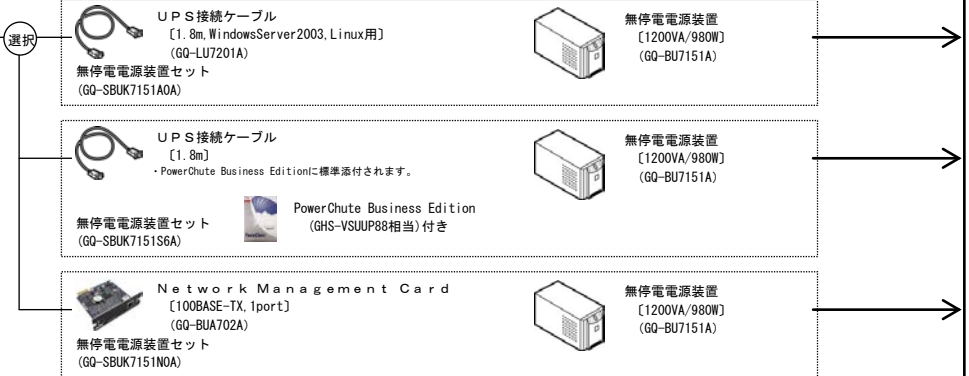 選択
ＵＰＳ接続ケーブル
〔1.8m,WindowsServer2003,Linux用〕
(GQ-LU7201A)
無停電電源装置セット
(GQ-SBUK7151A0A)
無停電電源装置
〔1200VA/980W〕
(GQ-BU7151A)
ＵＰＳ接続ケーブル
〔1.8m〕
・PowerChute Business Editionに標準添付されます。
無停電電源装置セット
(GQ-SBUK7151S6A)
PowerChute Business Edition
(GHS-VSUUP88相当)付き
無停電電源装置
〔1200VA/980W〕
(GQ-BU7151A)
Ｎｅｔｗｏｒｋ Ｍａｎａｇｅｍｅｎｔ Ｃａｒｄ
〔100BASE-TX,1port〕
(GQ-BUA702A)
無停電電源装置セット
(GQ-SBUK7151N0A)
無停電電源装置
〔1200VA/980W〕
(GQ-BU7151A)